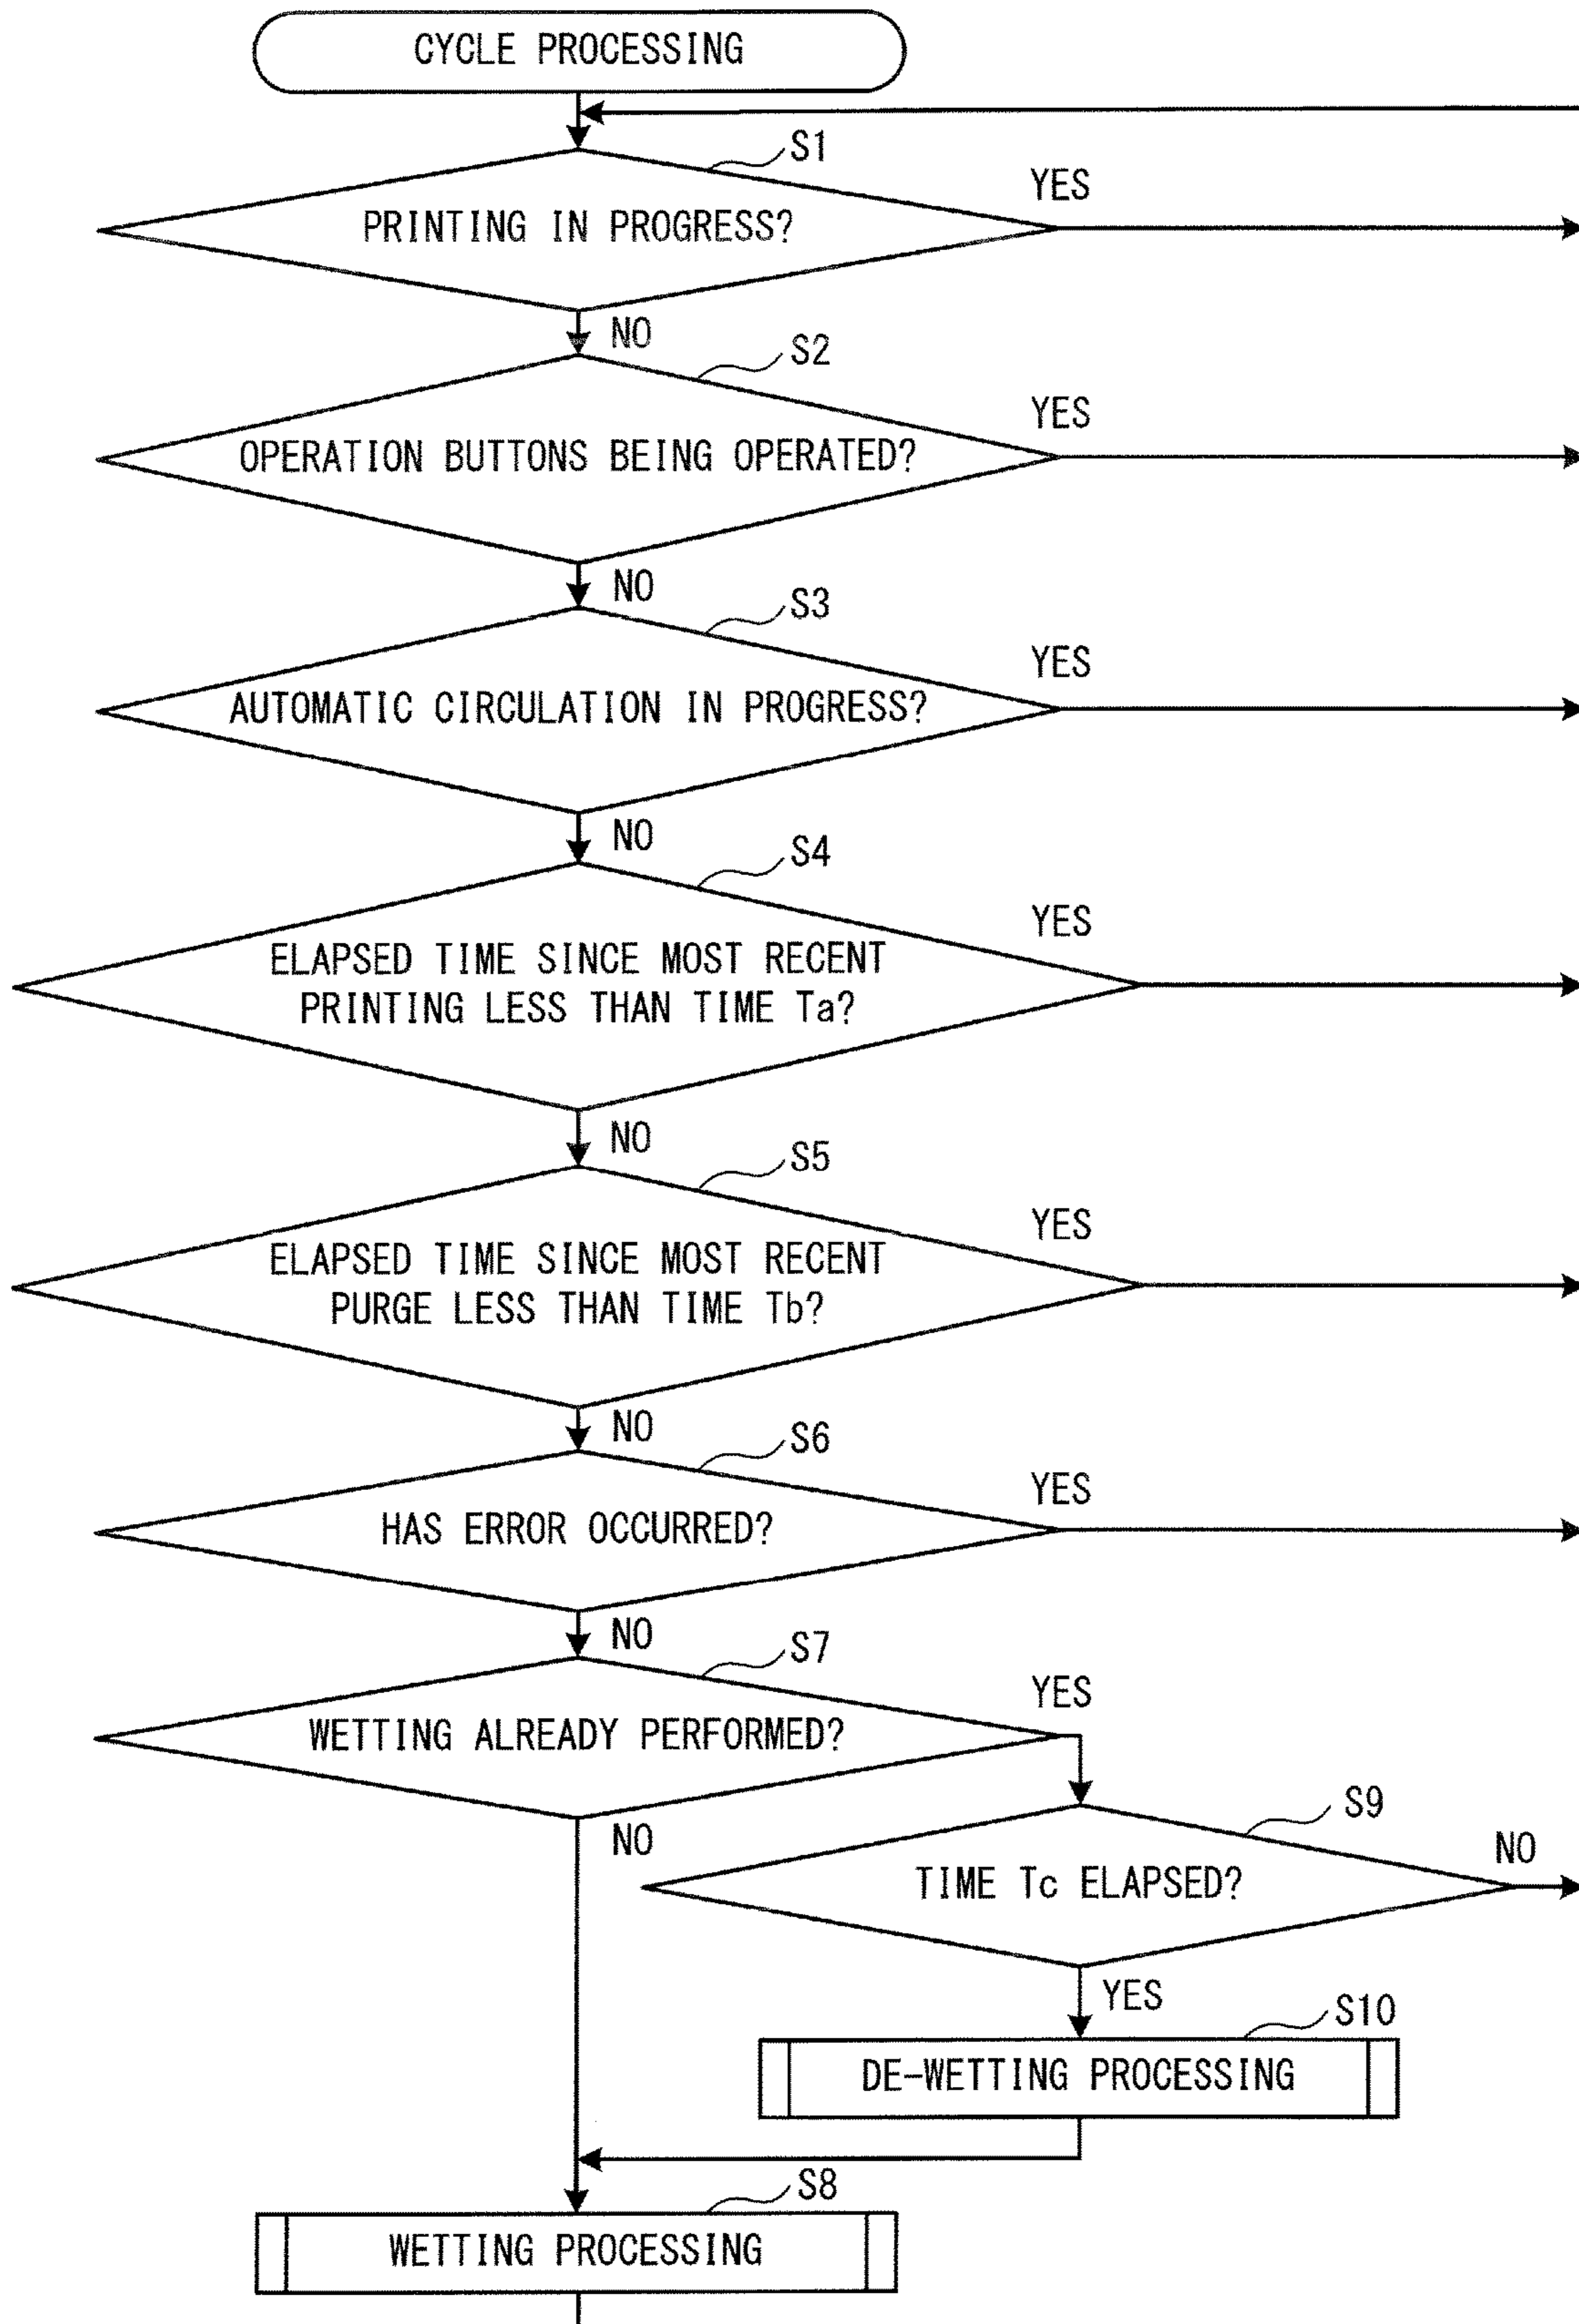 CYCLE PROCESSING
S1
YES
PRINTING IN PROGRESS?
NO
S2
YES
OPERATION BUTTONS BEING OPERATED?
NO
S3
YES
AUTOMATIC CIRCULATION IN PROGRESS?
NO
S4
YES
ELAPSED TIME SINCE MOST RECENT
PRINTING LESS THAN TIME Ta?
NO
S5
YES
ELAPSED TIME SINCE MOST RECENT
PURGE LESS THAN TIME Tb?
NO
S6
YES
HAS ERROR OCCURRED?
NO
S7
YES
WETTING ALREADY PERFORMED?
NO
S9
NO
TIME Tc ELAPSED?
YES
S10
DE-WETTING PROCESSING
S8
WETTING PROCESSING